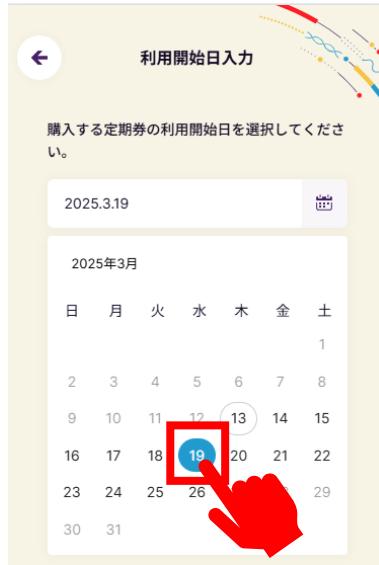 利用開始日入力
購入する定期券の利用開始日を選択してくださ
い。
2025.3.19
2025年3月
日 月 火 水 木 金 土
1
2 3 4 5 6 7 8
9 10 11 12 13 14 15
16 17 18 19 20 21 22
23 24 25 26 29
30 31